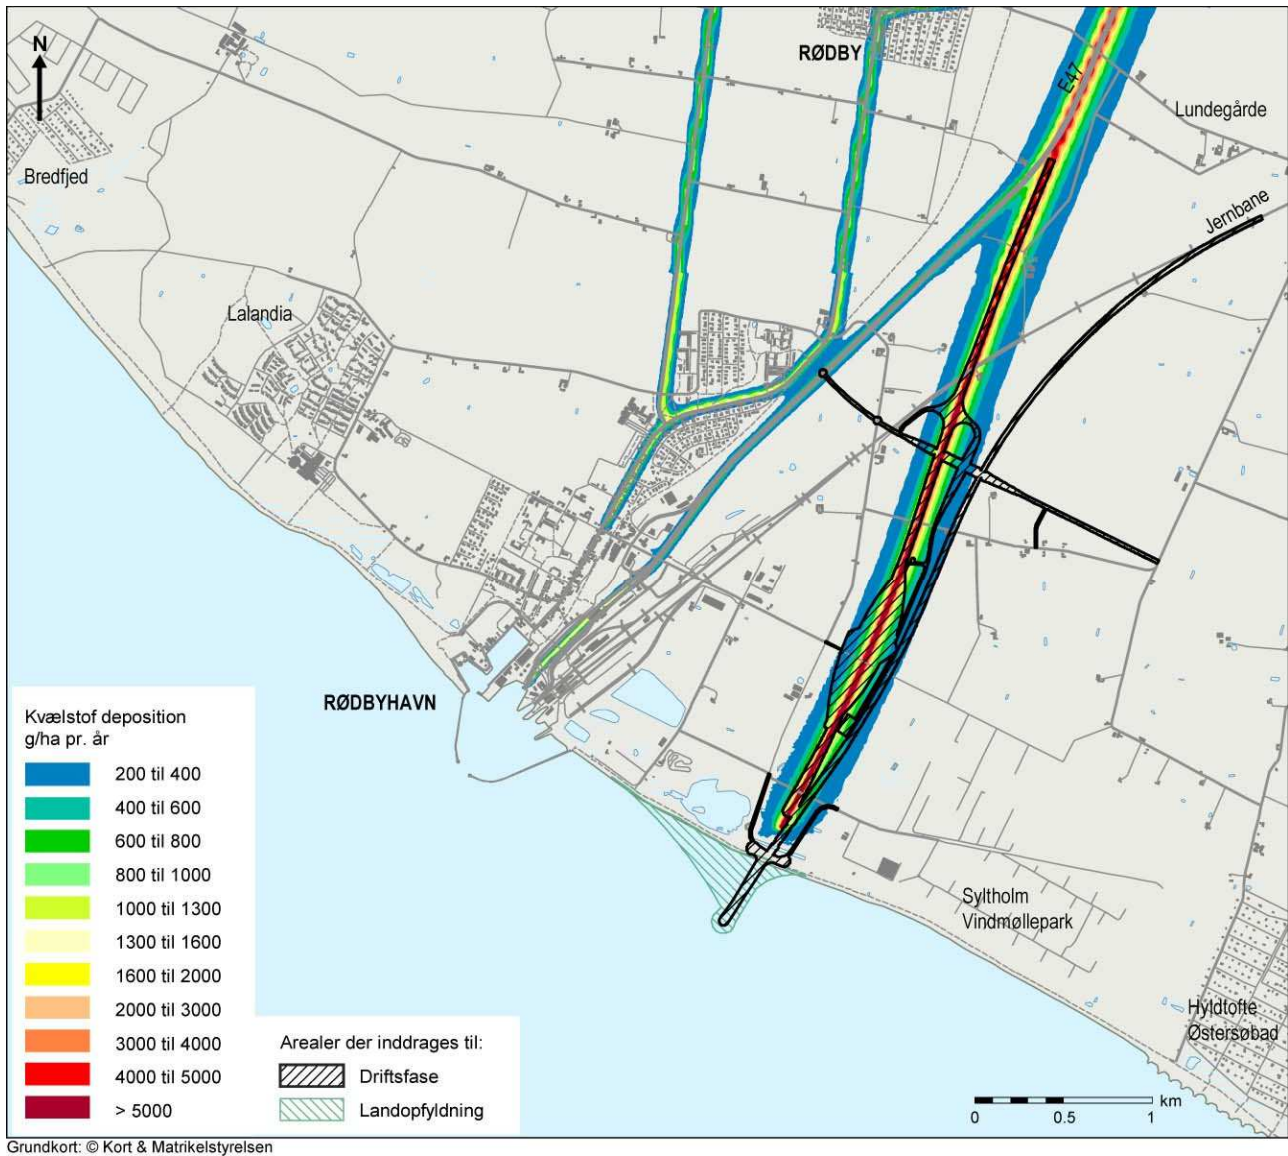 N
RØDBY
E47
Lundegårde
Bredfjed
Jernbane
Lalandia
RØDBYHAVN
Kvælstof deposition
g/ha pr. år
200 til 400
400 til 600
600 til 800
800 til 1000
1000 til 1300
1300 til 1600
1600 til 2000
2000 til 3000
3000 til 4000
4000 til 5000
> 5000
Syltholm
Vindmøllepark
Hyldtofte
Østersøbad
Arealer der inddrages til:
Driftsfase
Landopfyldning
km
0 0.5 1
Grundkort: © Kort & Matrikelstyrelsen